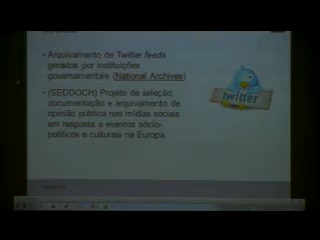 • Arquivamento de Twitter feeds
gerados por instituições
governamentais (National Archives)
• (SEDDOCH) Projeto de seleção,
documentação e arquivamento de
opinião pública nas mídias sociais
em resposta a eventos sócio-
políticos e culturais na Europa.
twitter